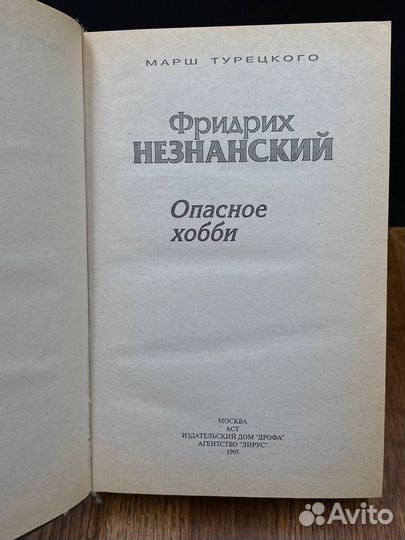 МАРШ ТУРЕЦКОГО
Фридрих
НЕЗНАНСКИЙ
Опасное
хобби
МОСКВА
АСТ
ИЗДАТЕЛЬСКИЙ ДОМ "ДРОФА"
АГЕНТСТВО "ЛИРУС"
1995
Avito